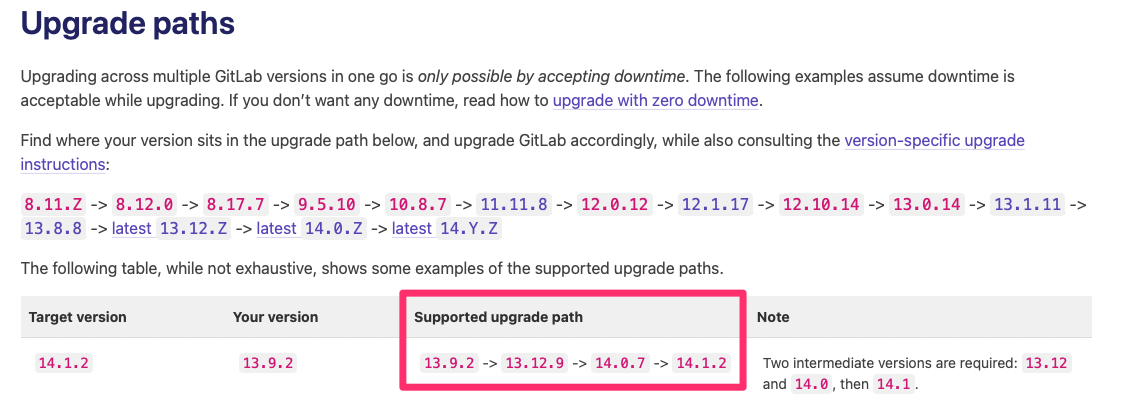 Upgrade paths
Upgrading across multiple GitLab versions in one go is only possible by accepting downtime. The following examples assume downtime is
acceptable while upgrading. If you don’t want any downtime, read how to upgrade with zero downtime.
Find where your version sits in the upgrade path below, and upgrade GitLab accordingly, while also consulting the version-specific upgrade
instructions:
8.11.Z -> 8.12.0 -> 8.17.7 -> 9.5.10 -> 10.8.7 -> 11.11.8 -> 12.0.12 -> 12.1.17 -> 12.10.14 -> 13.0.14 -> 13.1.11 ->
13.8.8 -> latest 13.12.Z -> latest 14.0.Z -> latest 14.Y.Z
The following table, while not exhaustive, shows some examples of the supported upgrade paths.
Target version Your version Supported upgrade path Note
14.1.2 13.9.2 13.9.2 -> 13.12.9 -> 14.0.7 -> 14.1.2 Two intermediate versions are required: 13.12
and 14.0, then 14.1.